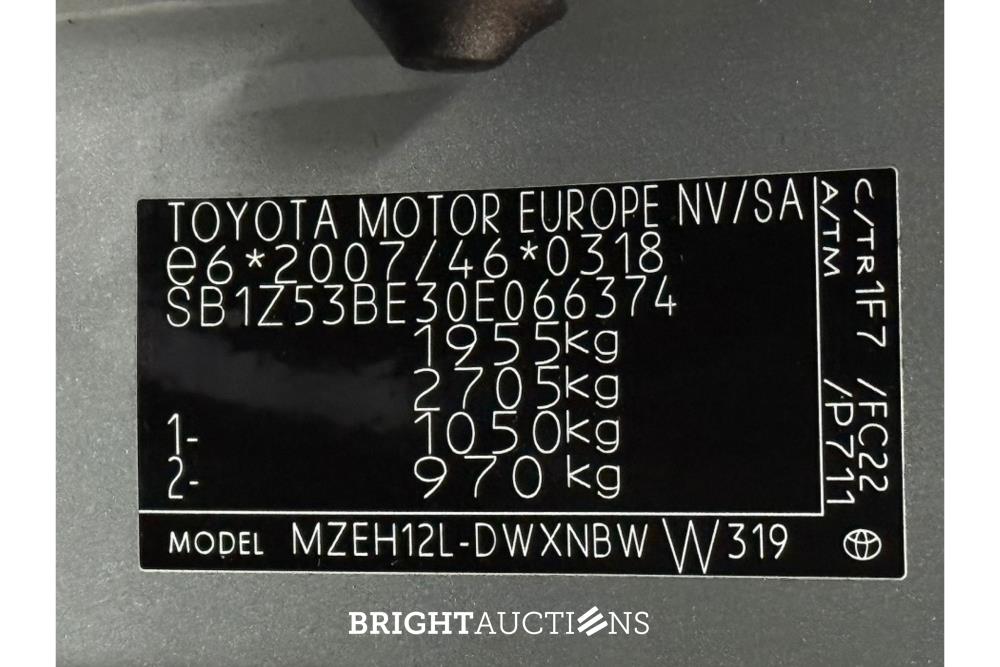 TOYOTA MOTOR EUROPE NV/SA
e6*2007/46*0318
SB1Z53BE30E066374
1955kg
2705kg
1- 1050kg
2- 970 kg
C/TR 1F7 /FC22
A/TM /P711
MODEL MZEH12L-DWXNBW W319
BRIGHTAUCTIONS